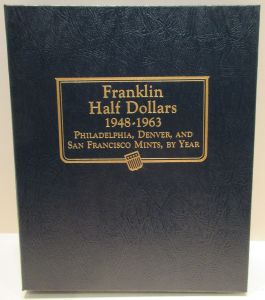 Franklin
Half Dollars
1948-1963
Philadelphia, Denver, and
San Francisco Mints, by Year